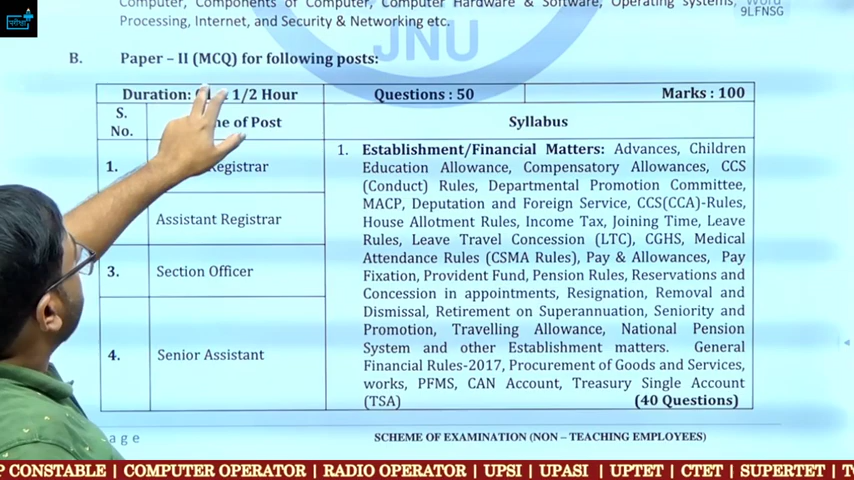 Computer, Components of Computer, Computer Hardware & Software, Operating systems, Word
Processing, Internet, and Security & Networking etc.
9LFNSG
परीक्षा
JNU
B. Paper – II (MCQ) for following posts:
Duration: 1/2 Hour Questions : 50 Marks : 100
S. No. of Post Syllabus
1. Registrar
Assistant Registrar
3. Section Officer
4. Senior Assistant
1. Establishment/Financial Matters: Advances, Children
Education Allowance, Compensatory Allowances, CCS
(Conduct) Rules, Departmental Promotion Committee,
MACP, Deputation and Foreign Service, CCS(CCA)-Rules,
House Allotment Rules, Income Tax, Joining Time, Leave
Rules, Leave Travel Concession (LTC), CGHS, Medical
Attendance Rules (CSMA Rules), Pay & Allowances, Pay
Fixation, Provident Fund, Pension Rules, Reservations and
Concession in appointments, Resignation, Removal and
Dismissal, Retirement on Superannuation, Seniority and
Promotion, Travelling Allowance, National Pension
System and other Establishment matters. General
Financial Rules-2017, Procurement of Goods and Services,
works, PFMS, CAN Account, Treasury Single Account
(TSA) (40 Questions)
a g e SCHEME OF EXAMINATION (NON – TEACHING EMPLOYEES)
P CONSTABLE | COMPUTER OPERATOR | RADIO OPERATOR | UPSI | UPASI | UPTET | CTET | SUPERTET |